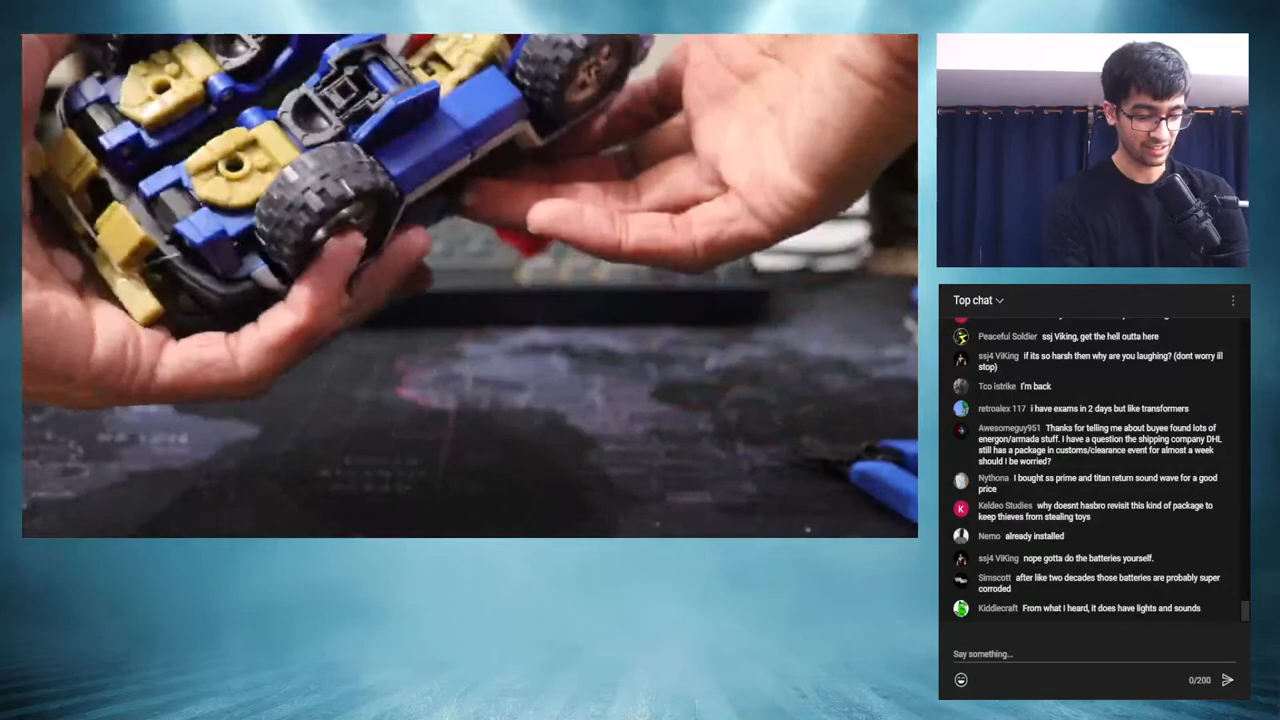 Top chat
Peaceful Soldier ssj Viking, get the hell outta here
ssj4 ViKing if its so harsh then why are you laughing? (dont worry ill
stop)
Tco istrike I'm back
retroalex 117 i have exams in 2 days but like transformers
Awesomeguy951 Thanks for telling me about buyee found lots of
energon/armada stuff. I have a question the shipping company DHL
still has a package in customs/clearance event for almost a week
should I be worried?
Nythona I bought ss prime and titan return sound wave for a good
price
K
Keldeo Studies why doesnt hasbro revisit this kind of package to
keep thieves from stealing toys
Nemo already installed
ssj4 ViKing nope gotta do the batteries yourself.
Simscott after like two decades those batteries are probably super
corroded
Kiddiecraft From what I heard, it does have lights and sounds
Say something...
0/200